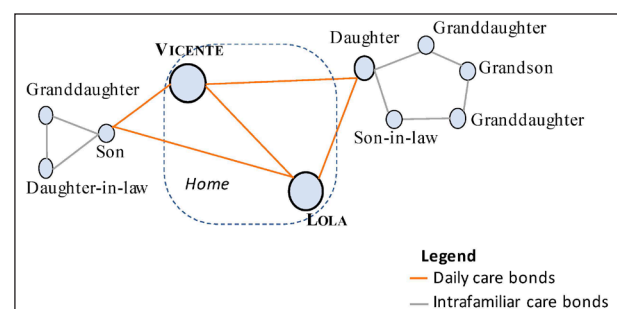 VICENTE
Daughter
Granddaughter
Grandson
Granddaughter
Son-in-law
Granddaughter
Son
Daughter-in-law
Home
LOLA
Legend
Daily care bonds
Intrafamiliar care bonds